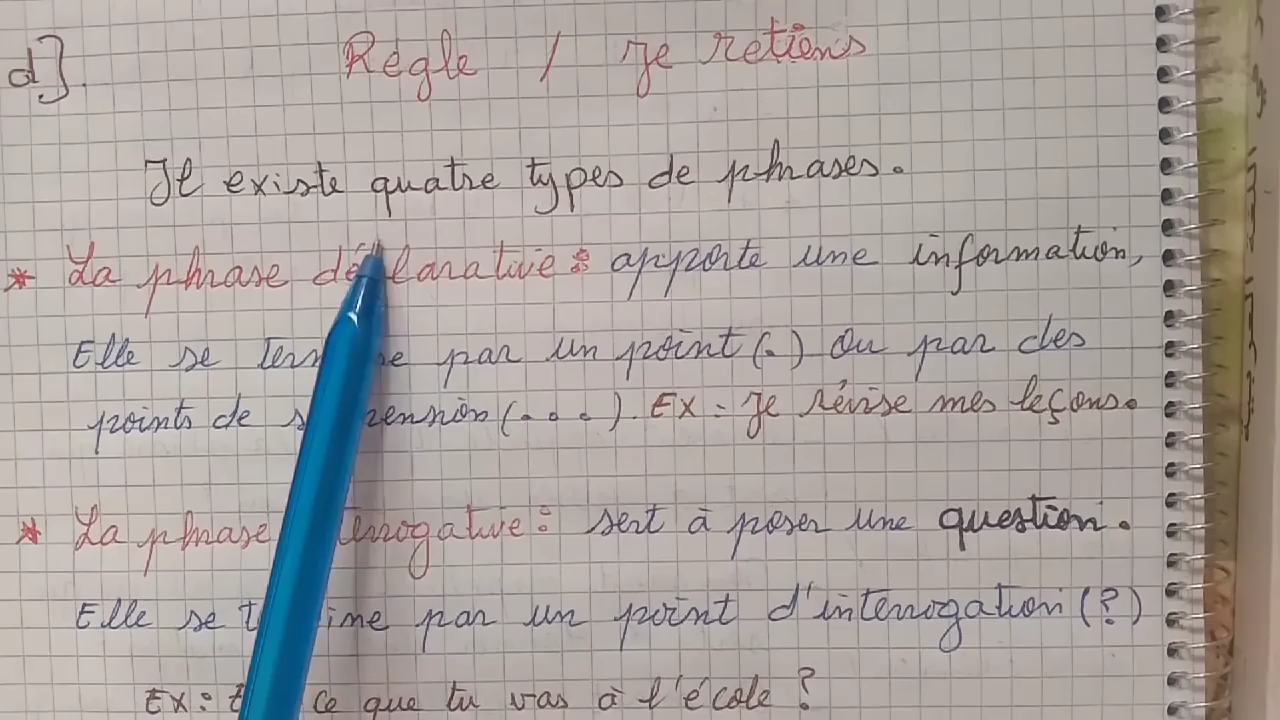 d].
Règle / Je retiens
Il existe quatre types de phrases.
* La phrase déclarative : apporte une information,
Elle se termine par un point (.) Ou par des
points de suspension (...). Ex : Je révise mes leçons.
* La phrase interrogative : sert à poser une question.
Elle se termine par un point d'interrogation (?)
Ex : ce que tu vas à l'école ?